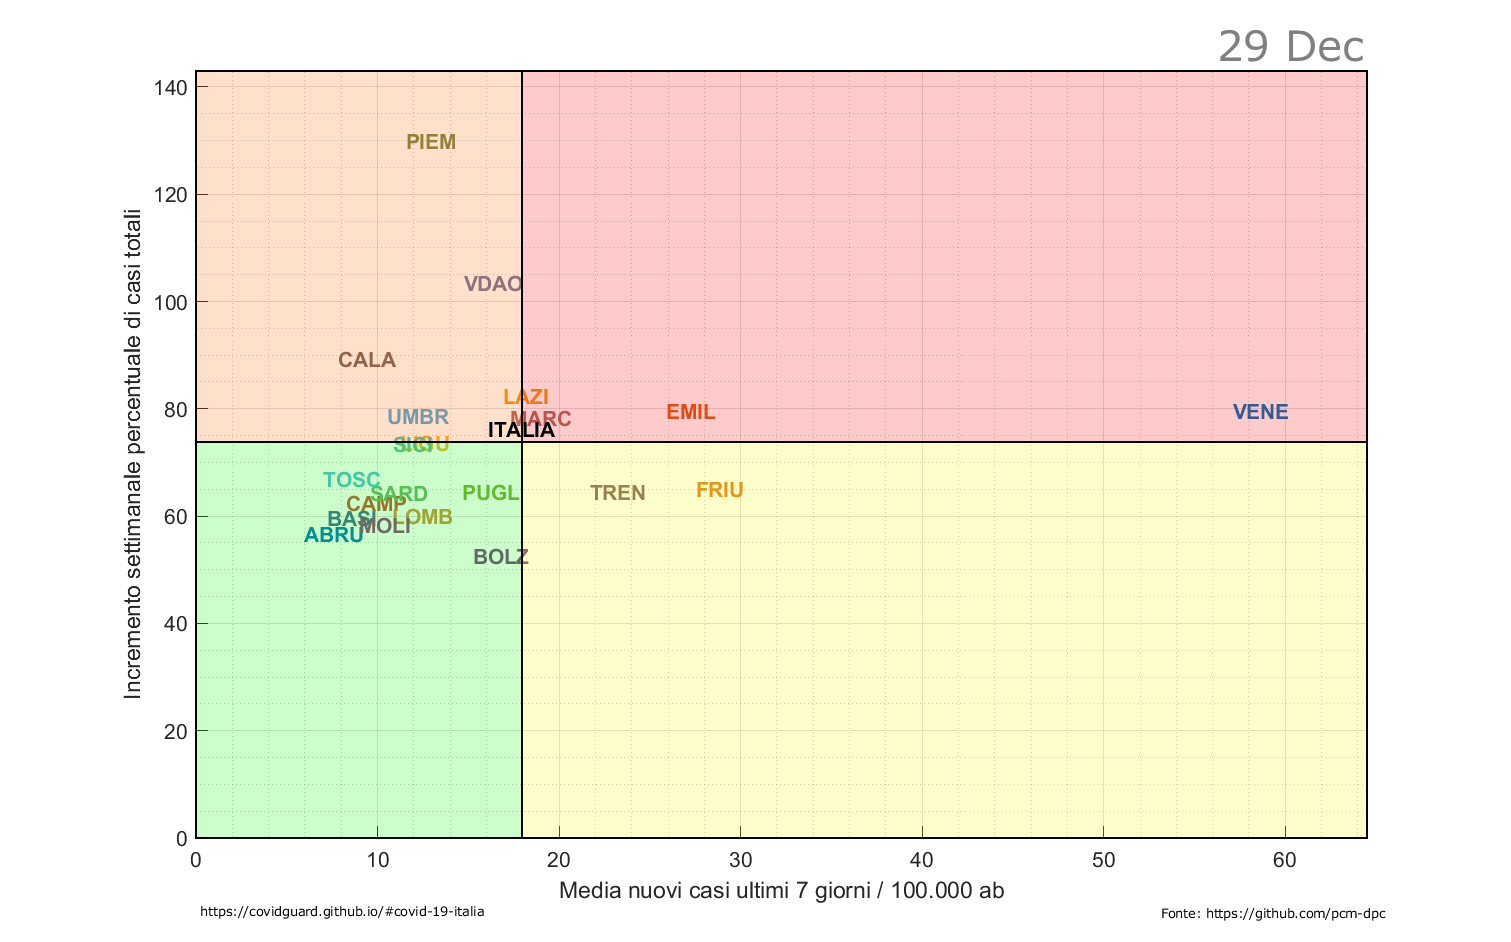 29 Dec
140
120
100
80
60
40
20
0
Incremento settimanale percentuale di casi totali
PIEM
VDAO
CALA
LAZI
UMBR
MARC
EMIL
VENE
ITALIA
SICI
LIGU
TOSC
SARD
PUGL
TREN
FRIU
CAMP
BASI
LOMB
MOLI
ABRU
BOLZ
0
10
20
30
40
50
60
Media nuovi casi ultimi 7 giorni / 100.000 ab
https://covidguard.github.io/#covid-19-italia
Fonte: https://github.com/pcm-dpc